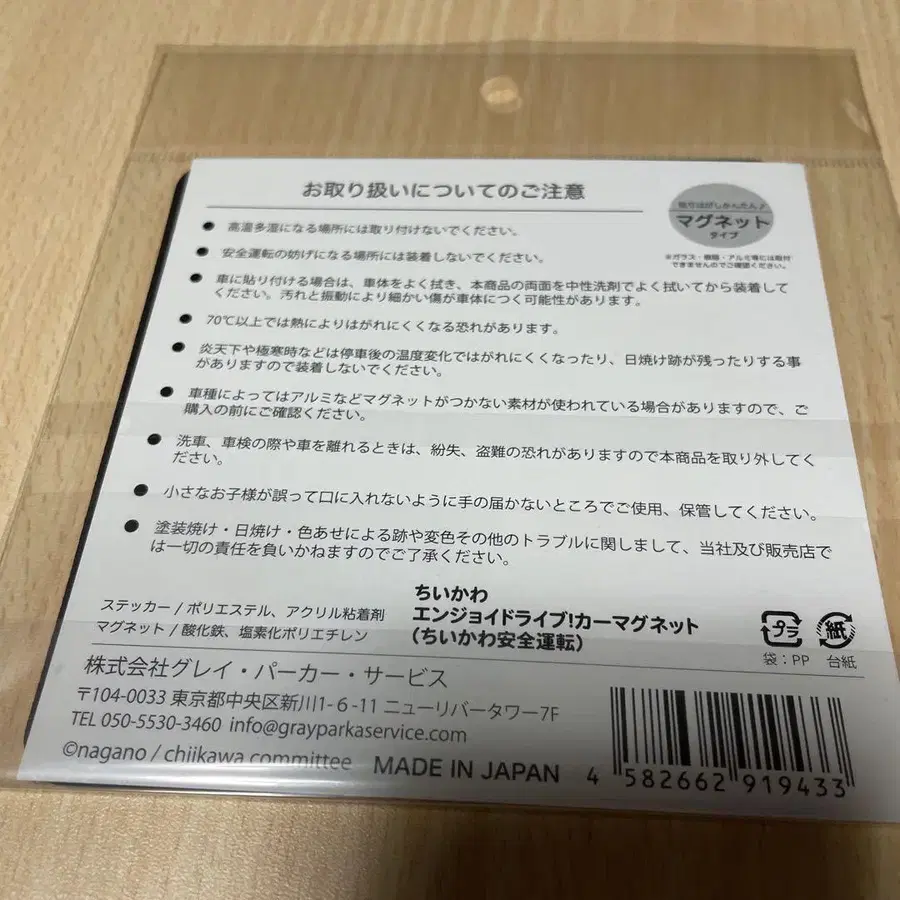 お取り扱いについてのご注意
貼りはがしかんたん♪
マグネット
タイプ
※ガラス・樹脂・アルミ等には取付
できませんのでご確認ください。
● 高温多湿になる場所には取り付けないでください。
● 安全運転の妨げになる場所には装着しないでください。
● 車に貼り付ける場合は、車体をよく拭き、本商品の両面を中性洗剤でよく拭いてから装着して
ください。汚れと振動により細かい傷が車体につく可能性があります。
● 70℃以上では熱によりはがれにくくなる恐れがあります。
● 炎天下や極寒時などは停車後の温度変化ではがれにくくなったり、日焼け跡が残ったりする事
がありますので装着しないでください。
● 車種によってはアルミなどマグネットがつかない素材が使われている場合がありますので、ご
購入の前にご確認ください。
● 洗車、車検の際や車を離れるときは、紛失、盗難の恐れがありますので本商品を取り外してく
ださい。
● 小さなお子様が誤って口に入れないように手の届かないところでご使用、保管してください。
● 塗装焼け・日焼け・色あせによる跡や変色その他のトラブルに関しまして、当社及び販売店で
は一切の責任を負いかねますのでご了承ください。
ステッカー / ポリエステル、アクリル粘着剤
マグネット / 酸化鉄、塩素化ポリエチレン
ちいかわ
エンジョイドライブ!カーマグネット
(ちいかわ安全運転)
プラ
紙
袋：PP 台紙
株式会社グレイ・パーカー・サービス
〒104-0033 東京都中央区新川1-6-11 ニューリバータワー7F
TEL 050-5530-3460 info@grayparkaservice.com
©nagano / chiikawa committee MADE IN JAPAN
4 582662 919433